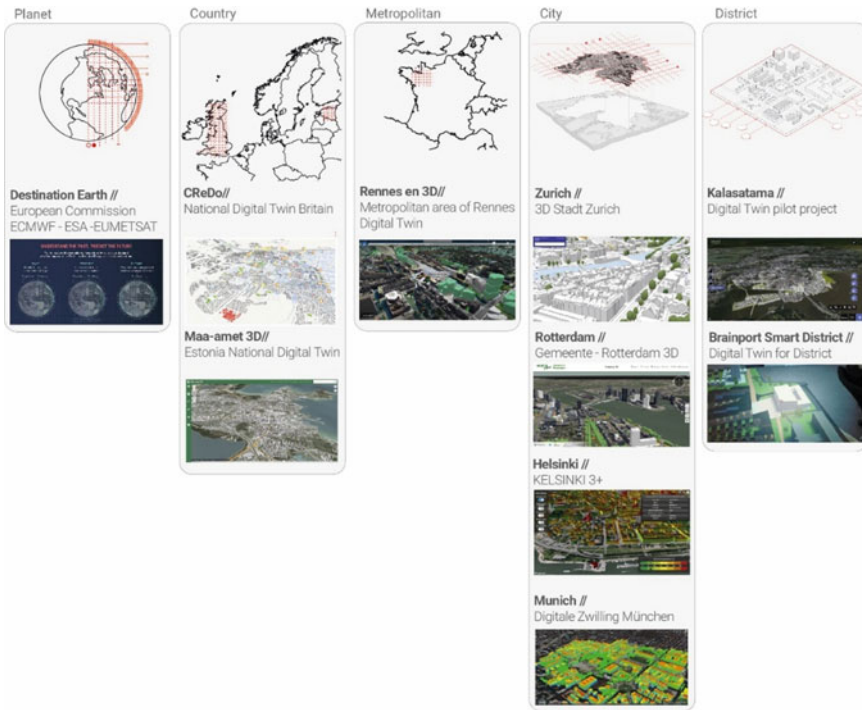 Planet
Destination Earth //
European Commission
ECMWF - ESA -EUMETSAT
Country
CReDo//
National Digital Twin Britain
Maa-amet 3D//
Estonia National Digital Twin
Metropolitan
Rennes en 3D//
Metropolitan area of Rennes
Digital Twin
City
Zurich //
3D Stadt Zurich
Rotterdam //
Gemeente - Rotterdam 3D
Helsinki //
KELSINKI 3+
Munich //
Digitale Zwilling München
District
Kalasatama //
Digital Twin pilot project
Brainport Smart District //
Digital Twin for District